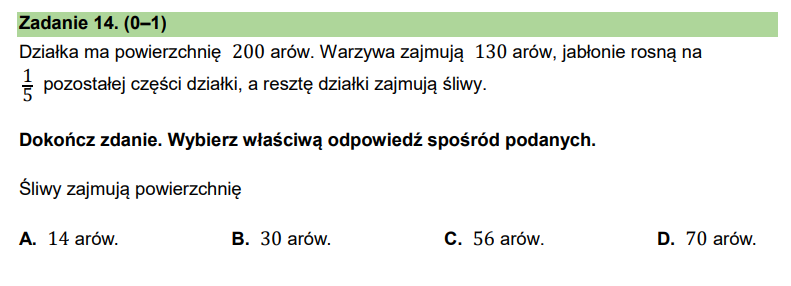 Zadanie 14. (0–1)
Działka ma powierzchnię 200 arów. Warzywa zajmują 130 arów, jabłonie rosną na
1/5 pozostałej części działki, a resztę działki zajmują śliwy.
Dokończ zdanie. Wybierz właściwą odpowiedź spośród podanych.
Śliwy zajmują powierzchnię
A. 14 arów. B. 30 arów. C. 56 arów. D. 70 arów.